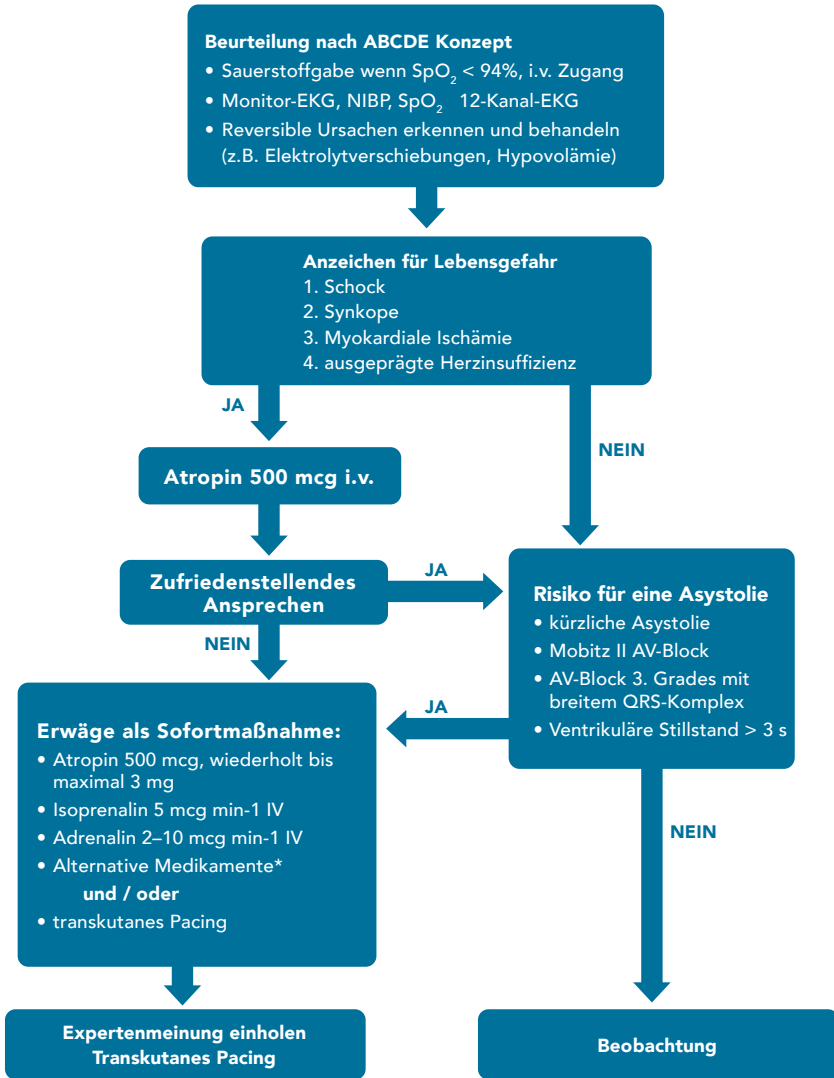 Beurteilung nach ABCDE Konzept
• Sauerstoffgabe wenn SpO2 < 94%, i.v. Zugang
• Monitor-EKG, NIBP, SpO2 12-Kanal-EKG
• Reversible Ursachen erkennen und behandeln
(z.B. Elektrolytverschiebungen, Hypovolämie)
Anzeichen für Lebensgefahr
1. Schock
2. Synkope
3. Myokardiale Ischämie
4. ausgeprägte Herzinsuffizienz
JA
NEIN
Atropin 500 mcg i.v.
Zufriedenstellendes
Ansprechen
JA
NEIN
Risiko für eine Asystolie
• kürzliche Asystolie
• Mobitz II AV-Block
• AV-Block 3. Grades mit
breitem QRS-Komplex
• Ventrikuläre Stillstand > 3 s
JA
NEIN
Erwäge als Sofortmaßnahme:
• Atropin 500 mcg, wiederholt bis
maximal 3 mg
• Isoprenalin 5 mcg min-1 IV
• Adrenalin 2–10 mcg min-1 IV
• Alternative Medikamente*
und / oder
• transkutanes Pacing
Expertenmeinung einholen
Transkutanes Pacing
Beobachtung